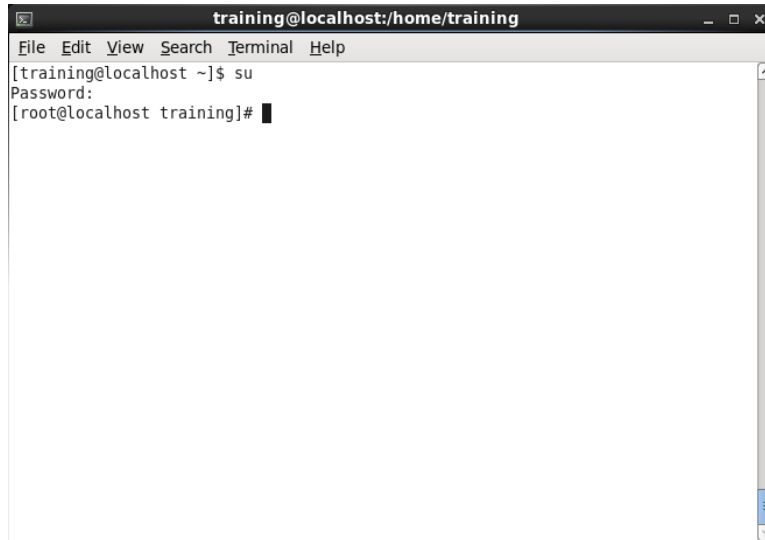 training@localhost:/home/training
File Edit View Search Terminal Help
[training@localhost ~]$ su
Password:
[root@localhost training]#